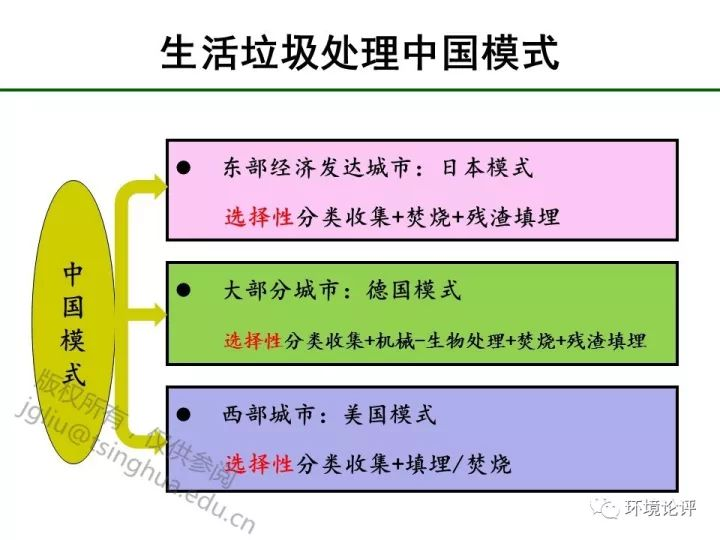 生活垃圾处理中国模式
中国模式
● 东部经济发达城市：日本模式
选择性分类收集+焚烧+残渣填埋
● 大部分城市：德国模式
选择性分类收集+机械-生物处理+焚烧+残渣填埋
● 西部城市：美国模式
选择性分类收集+填埋/焚烧
版权所有，仅供参阅
jgliu@tsinghua.edu.cn
环境论评